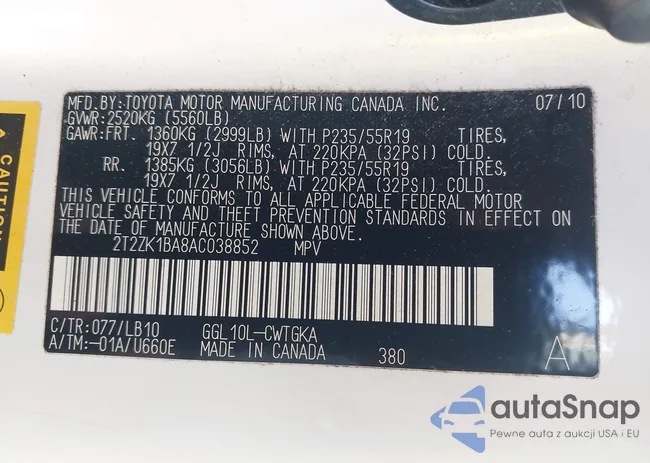 MFD.BY:TOYOTA MOTOR MANUFACTURING CANADA INC. 07/10
GVWR:2520KG (5560LB)
GAWR:FRT. 1360KG (2999LB) WITH P235/55R19 TIRES,
19X7 1/2J RIMS, AT 220KPA (32PSI) COLD.
RR. 1385KG (3056LB) WITH P235/55R19 TIRES,
19X7 1/2J RIMS, AT 220KPA (32PSI) COLD.
THIS VEHICLE CONFORMS TO ALL APPLICABLE FEDERAL MOTOR
VEHICLE SAFETY AND THEFT PREVENTION STANDARDS IN EFFECT ON
THE DATE OF MANUFACTURE SHOWN ABOVE.
2T2ZK1BA8AC038852 MPV
C/TR:077/LB10 GGL10L-CWTGKA
A/TM:-01A/U660E MADE IN CANADA 380 A
CAUTION
autoSnap
Pewne auta z aukcji USA i EU